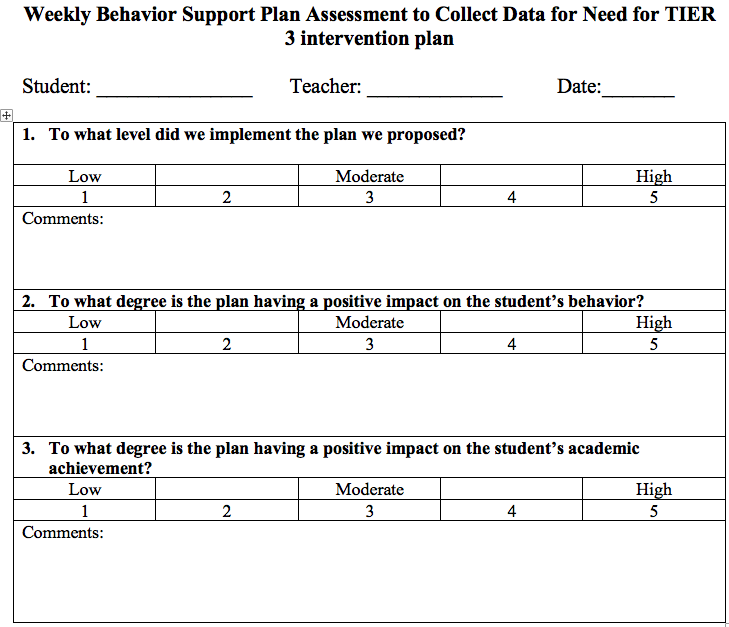 Weekly Behavior Support Plan Assessment to Collect Data for Need for TIER
3 intervention plan
Student: _______________ Teacher: _____________ Date:_______
1. To what level did we implement the plan we proposed?
Low Moderate High
1 2 3 4 5
Comments:
2. To what degree is the plan having a positive impact on the student’s behavior?
Low Moderate High
1 2 3 4 5
Comments:
3. To what degree is the plan having a positive impact on the student’s academic
achievement?
Low Moderate High
1 2 3 4 5
Comments: